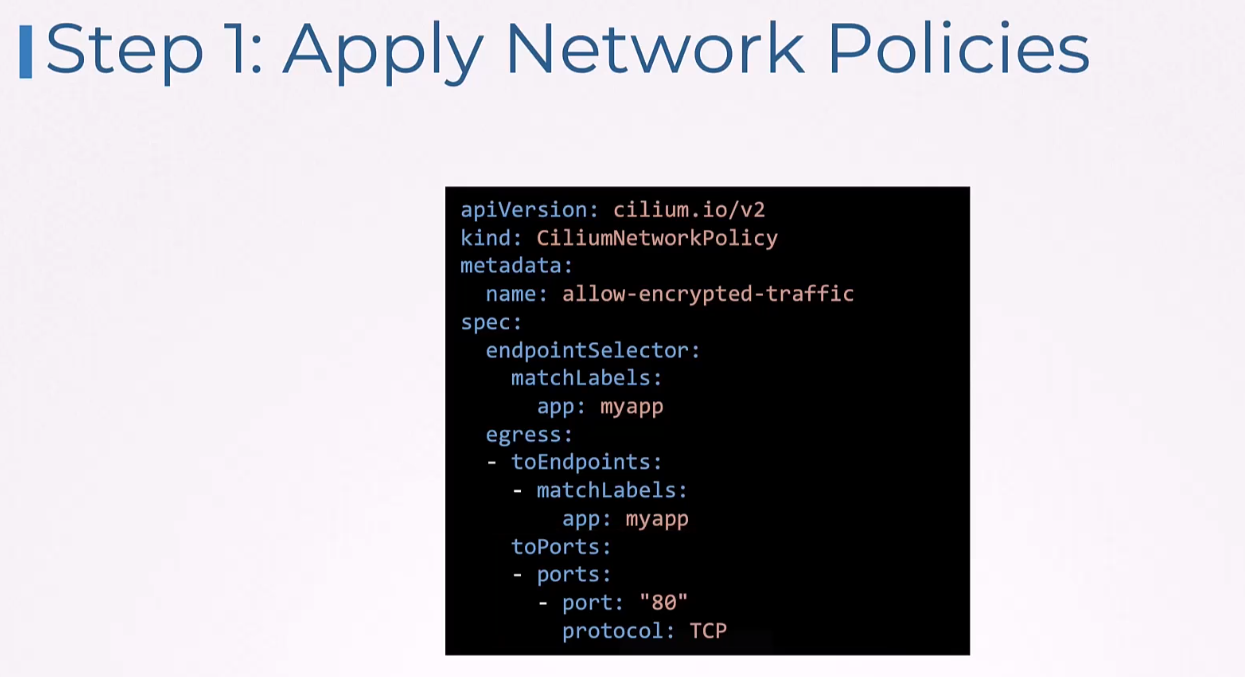 Step 1: Apply Network Policies
apiVersion: cilium.io/v2
kind: CiliumNetworkPolicy
metadata:
  name: allow-encrypted-traffic
spec:
  endpointSelector:
    matchLabels:
      app: myapp
  egress:
  - toEndpoints:
    - matchLabels:
        app: myapp
    toPorts:
    - ports:
      - port: "80"
        protocol: TCP